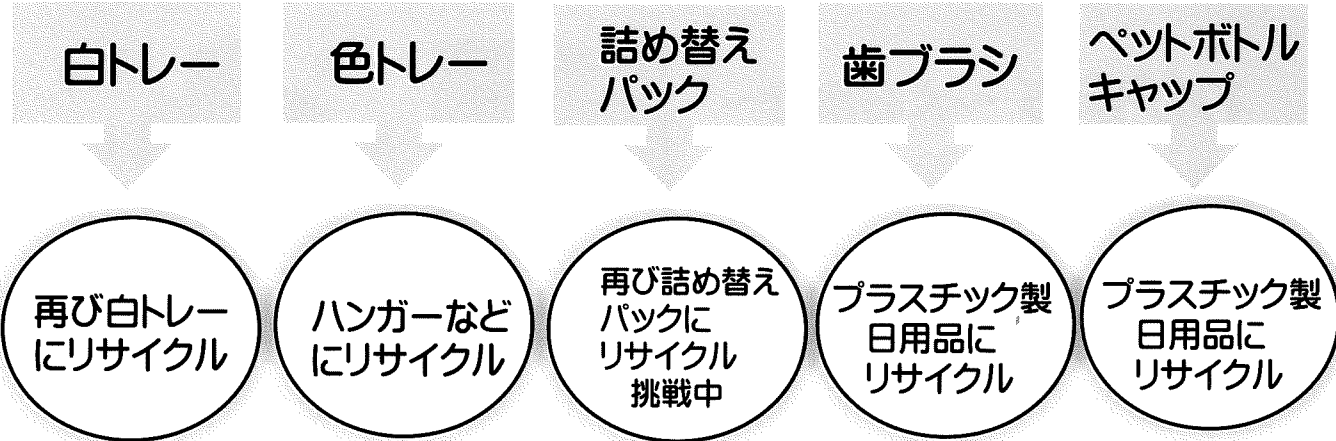 白トレー
色トレー
詰め替え
パック
歯ブラシ
ペットボトル
キャップ
再び白トレー
にリサイクル
ハンガーなど
にリサイクル
再び詰め替え
パックに
リサイクル
挑戦中
プラスチック製
日用品に
リサイクル
プラスチック製
日用品に
リサイクル